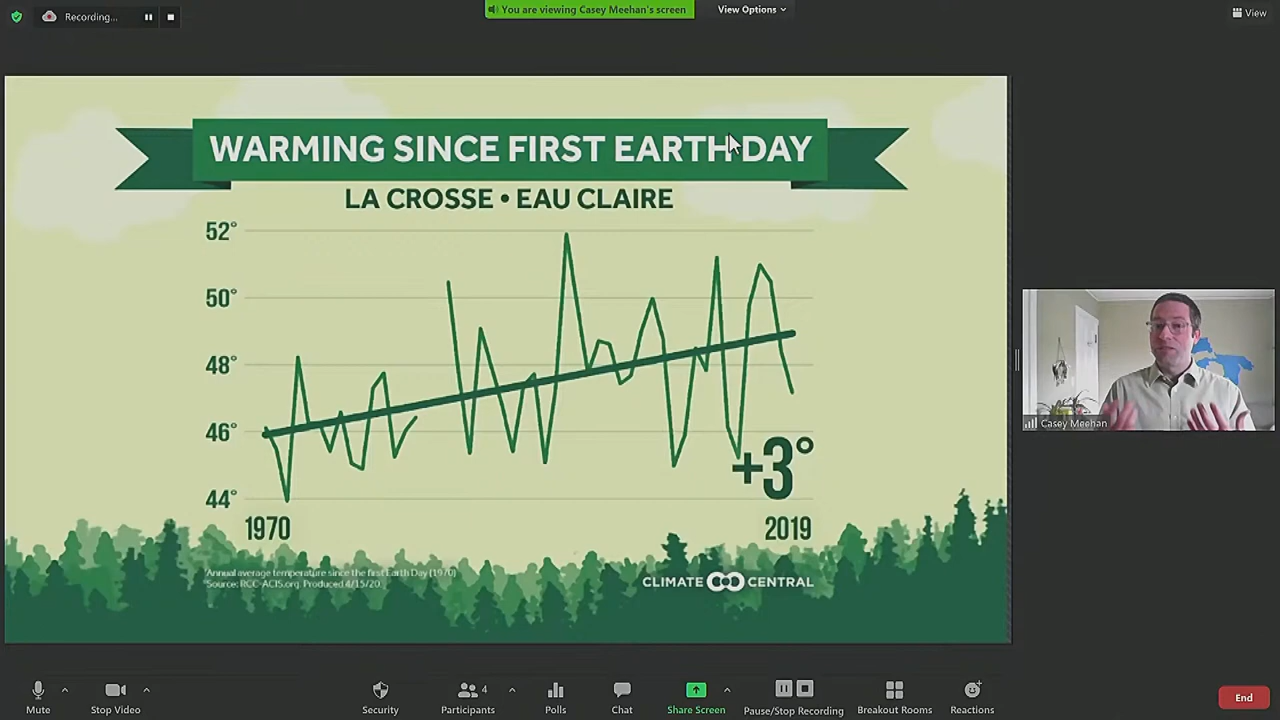 Recording...
You are viewing Casey Meehan's screen
View Options
View
WARMING SINCE FIRST EARTH DAY
LA CROSSE • EAU CLAIRE
52°
50°
48°
46°
44°
+3°
1970
2019
Annual average temperature since the first Earth Day (1970)
Source: RCC-ACIS.org. Produced 4/15/20.
CLIMATE CENTRAL
Casey Meehan
Mute
Stop Video
Security
4
Participants
Polls
Chat
Share Screen
Pause/Stop Recording
Breakout Rooms
Reactions
End